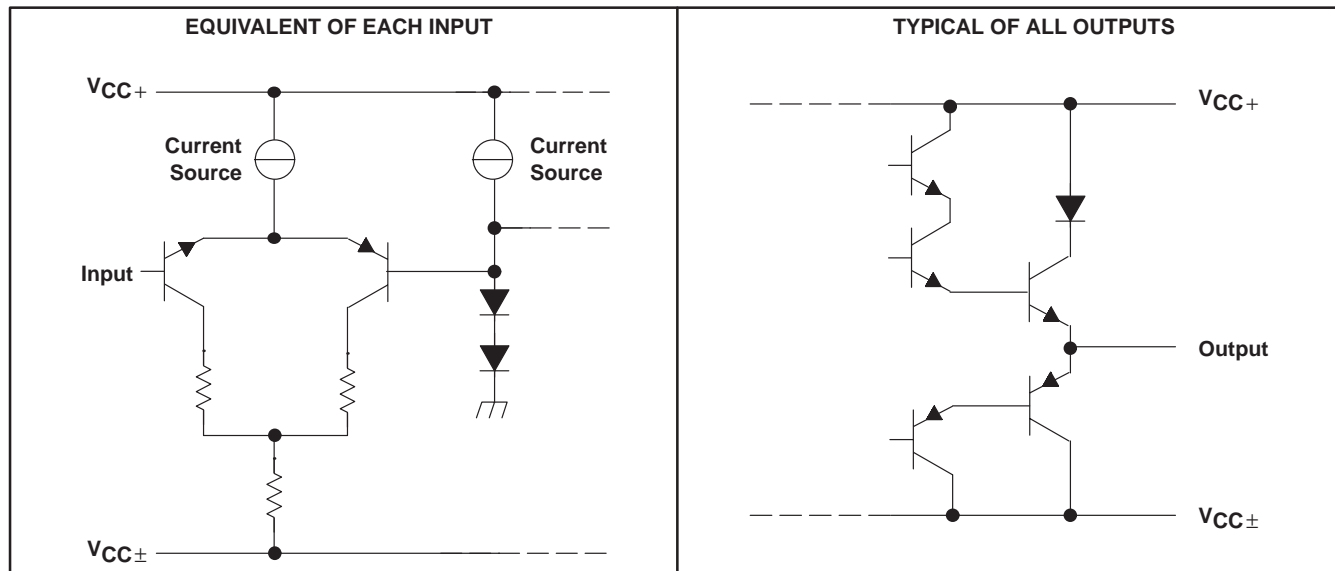 EQUIVALENT OF EACH INPUT
VCC+
Current
Source
Current
Source
Input
VCC±
TYPICAL OF ALL OUTPUTS
VCC+
Output
VCC±